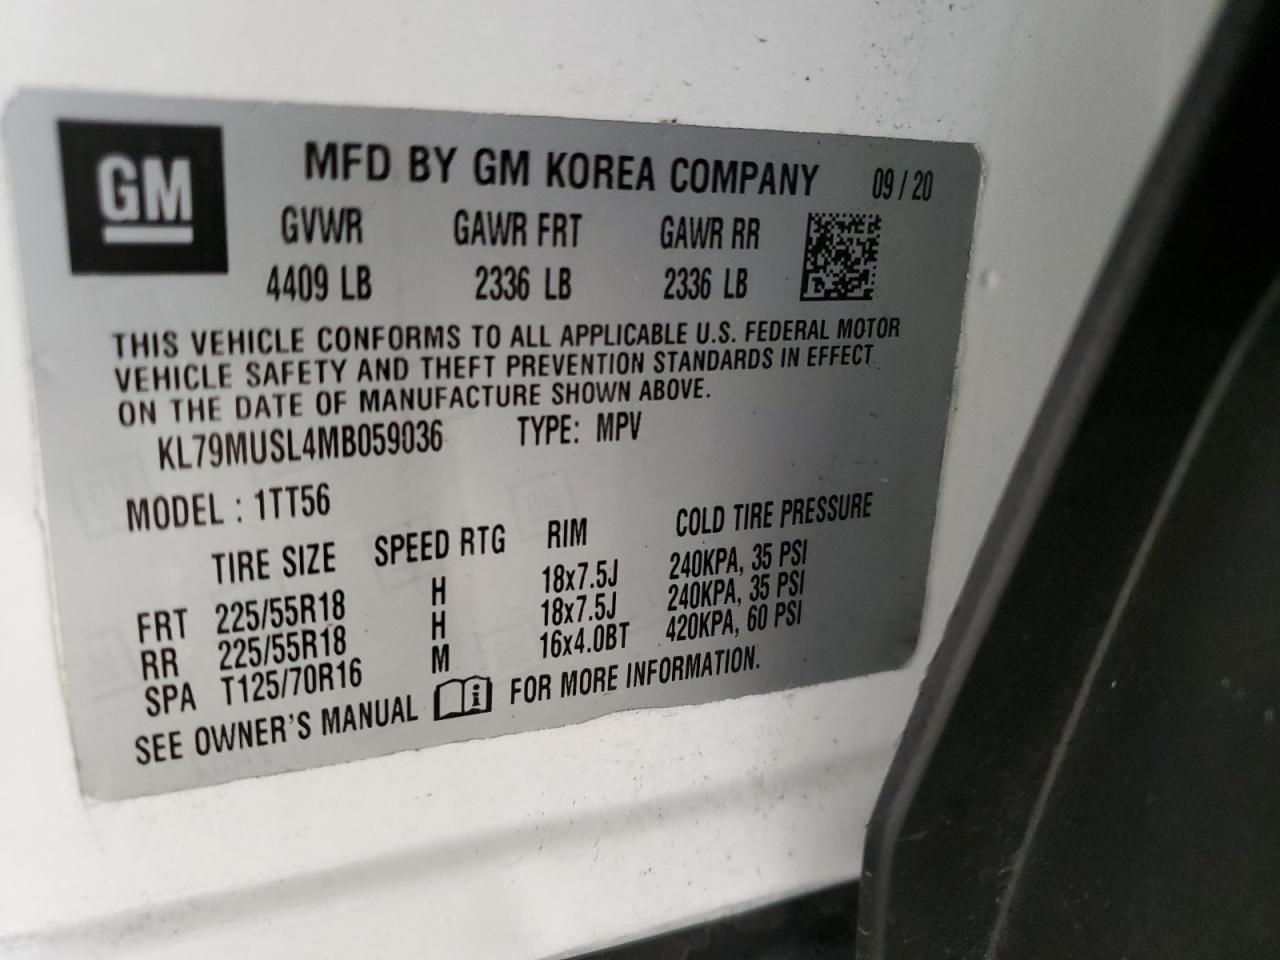 GM
MFD BY GM KOREA COMPANY 09 / 20
GVWR GAWR FRT GAWR RR
4409 LB 2336 LB 2336 LB
THIS VEHICLE CONFORMS TO ALL APPLICABLE U.S. FEDERAL MOTOR
VEHICLE SAFETY AND THEFT PREVENTION STANDARDS IN EFFECT
ON THE DATE OF MANUFACTURE SHOWN ABOVE.
KL79MUSL4MB059036 TYPE: MPV
MODEL : 1TT56
TIRE SIZE SPEED RTG RIM COLD TIRE PRESSURE
FRT 225/55R18 H 18x7.5J 240KPA, 35 PSI
RR 225/55R18 H 18x7.5J 240KPA, 35 PSI
SPA T125/70R16 M 16x4.0BT 420KPA, 60 PSI
SEE OWNER'S MANUAL i FOR MORE INFORMATION.